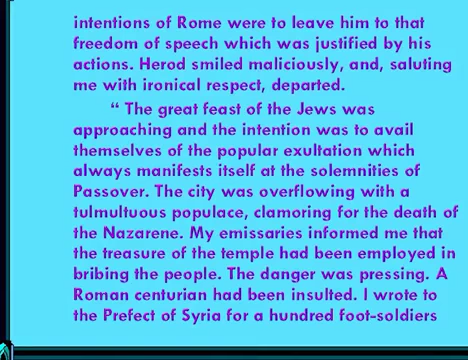 intentions of Rome were to leave him to that
freedom of speech which was justified by his
actions. Herod smiled maliciously, and, saluting
me with ironical respect, departed.
“ The great feast of the Jews was
approaching and the intention was to avail
themselves of the popular exultation which
always manifests itself at the solemnities of
Passover. The city was overflowing with a
tulmultuous populace, clamoring for the death of
the Nazarene. My emissaries informed me that
the treasure of the temple had been employed in
bribing the people. The danger was pressing. A
Roman centurian had been insulted. I wrote to
the Prefect of Syria for a hundred foot-soldiers